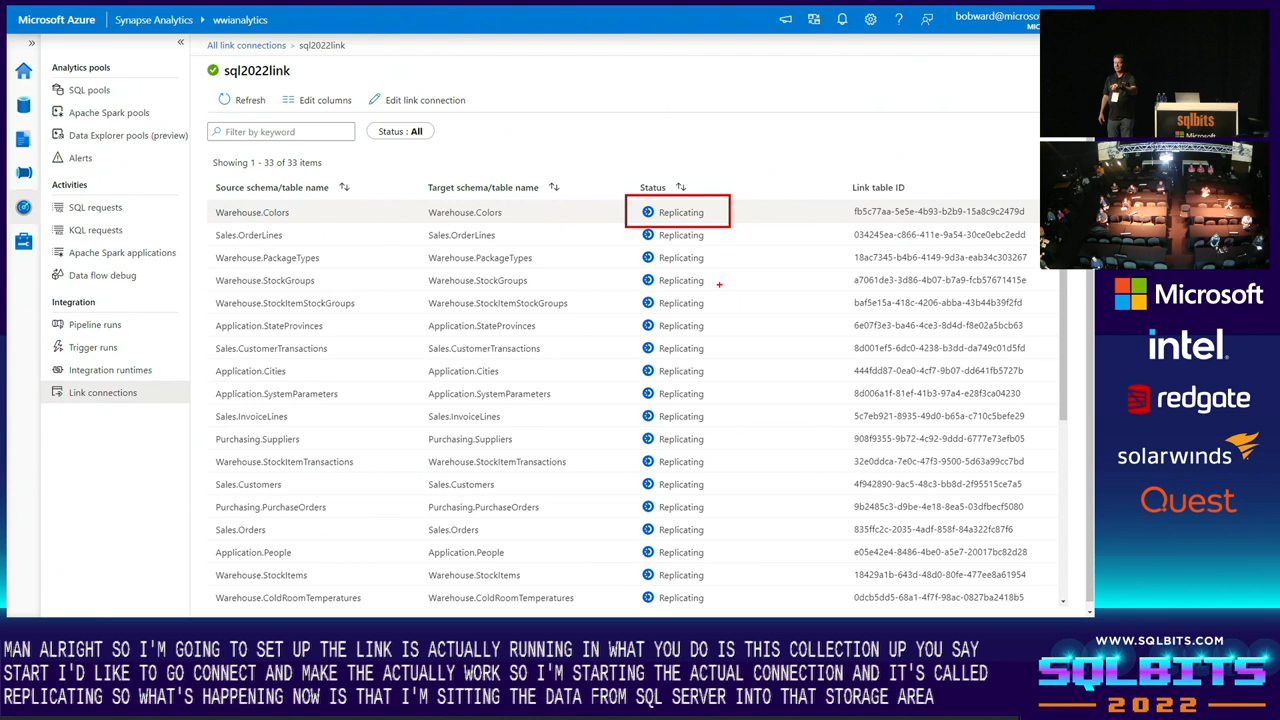 Microsoft Azure
Synapse Analytics
wwianalytics
bobward@microso
MIC
All link connections > sql2022link
sql2022link
Refresh
Edit columns
Edit link connection
Filter by keyword
Status : All
Showing 1 - 33 of 33 items
Analytics pools
SQL pools
Apache Spark pools
Data Explorer pools (preview)
Alerts
Activities
SQL requests
KQL requests
Apache Spark applications
Data flow debug
Integration
Pipeline runs
Trigger runs
Integration runtimes
Link connections
Source schema/table name Target schema/table name Status Link table ID
Warehouse.Colors Warehouse.Colors Replicating fb5c77aa-5e5e-4b93-b2b9-15a8c9c2479d
Sales.OrderLines Sales.OrderLines Replicating 034245ea-c866-411e-9a54-30ce0ebc2edd
Warehouse.PackageTypes Warehouse.PackageTypes Replicating 18ac7345-b4b6-4149-9d3a-eab34c303267
Warehouse.StockGroups Warehouse.StockGroups Replicating a7061de3-3d86-4b07-b7a9-fcb57671415e
Warehouse.StockItemStockGroups Warehouse.StockItemStockGroups Replicating baf5e15a-418c-4206-abba-43b44b39f2fd
Application.StateProvinces Application.StateProvinces Replicating 6e07f3e3-ba46-4ce3-8d4d-f8e02a5bcb63
Sales.CustomerTransactions Sales.CustomerTransactions Replicating 8d001ef5-6dc0-4238-b3dd-da749c01d5fd
Application.Cities Application.Cities Replicating 444fdd87-0ea0-4cf7-9b07-dd641fb5727b
Application.SystemParameters Application.SystemParameters Replicating 8d006a1f-81ef-41b3-97a4-e28f3ca04230
Sales.InvoiceLines Sales.InvoiceLines Replicating 5c7eb921-8935-49d0-b65a-c710c5befe29
Purchasing.Suppliers Purchasing.Suppliers Replicating 908f9355-9b72-4c92-9ddd-6777e73efb05
Warehouse.StockItemTransactions Warehouse.StockItemTransactions Replicating 32e0ddca-7e0c-47f3-9500-5d63a99cc7bd
Sales.Customers Sales.Customers Replicating 4f942890-9ac5-48c3-bb8d-2f95515ce7a5
Purchasing.PurchaseOrders Purchasing.PurchaseOrders Replicating 9b2485c3-d9be-4e18-8ea5-03dfbecf5080
Sales.Orders Sales.Orders Replicating 835ffc2c-2035-4adf-858f-84a322fc87f6
Application.People Application.People Replicating e05e42e4-8486-4be0-a5e7-20017bc82d28
Warehouse.StockItems Warehouse.StockItems Replicating 18429a1b-643d-48d0-80fe-477ee8a61954
Warehouse.ColdRoomTemperatures Warehouse.ColdRoomTemperatures Replicating 0dcb5dd5-68a1-4f7f-98ac-0827ba2418b5
sqlbits
Microsoft
Microsoft
intel.
redgate
solarwinds
Quest
WWW.SQLBITS.COM
SQLBITS
2022
MAN ALRIGHT SO I'M GOING TO SET UP THE LINK IS ACTUALLY RUNNING IN WHAT YOU DO IS THIS COLLECTION UP YOU SAY
START I'D LIKE TO GO CONNECT AND MAKE THE ACTUALLY WORK SO I'M STARTING THE ACTUAL CONNECTION AND IT'S CALLED
REPLICATING SO WHAT'S HAPPENING NOW IS THAT I'M SITTING THE DATA FROM SQL SERVER INTO THAT STORAGE AREA